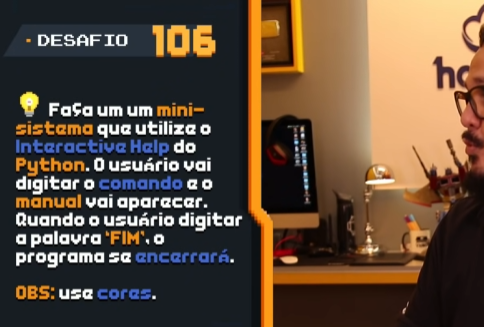 DESAFIO 106
Faça um um mini-
sistema que utilize o
Interactive Help do
Python. O usuário vai
digitar o comando e o
manual vai aparecer.
Quando o usuário digitar
a palavra 'FIM', o
programa se encerrará.
OBS: use cores.